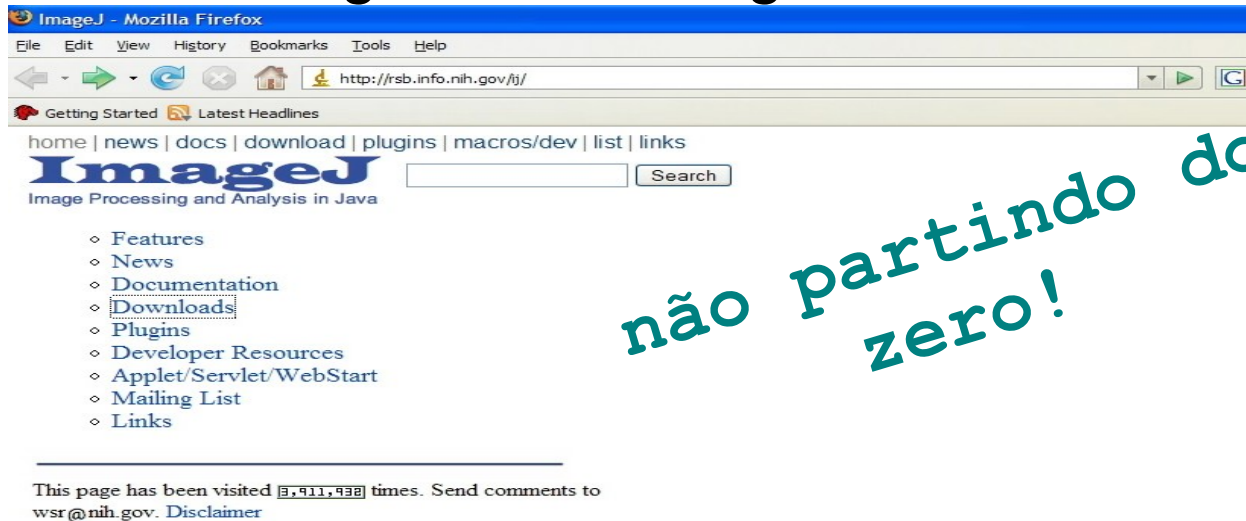 ImageJ - Mozilla Firefox
File Edit View History Bookmarks Tools Help
http://rsb.info.nih.gov/ij/
G
Getting Started Latest Headlines
home | news | docs | download | plugins | macros/dev | list | links
ImageJ
Search
Image Processing and Analysis in Java
Features
News
Documentation
Downloads
Plugins
Developer Resources
Applet/Servlet/WebStart
Mailing List
Links
não partindo do
zero!
This page has been visited 3,911,938 times. Send comments to
wsr@nih.gov. Disclaimer